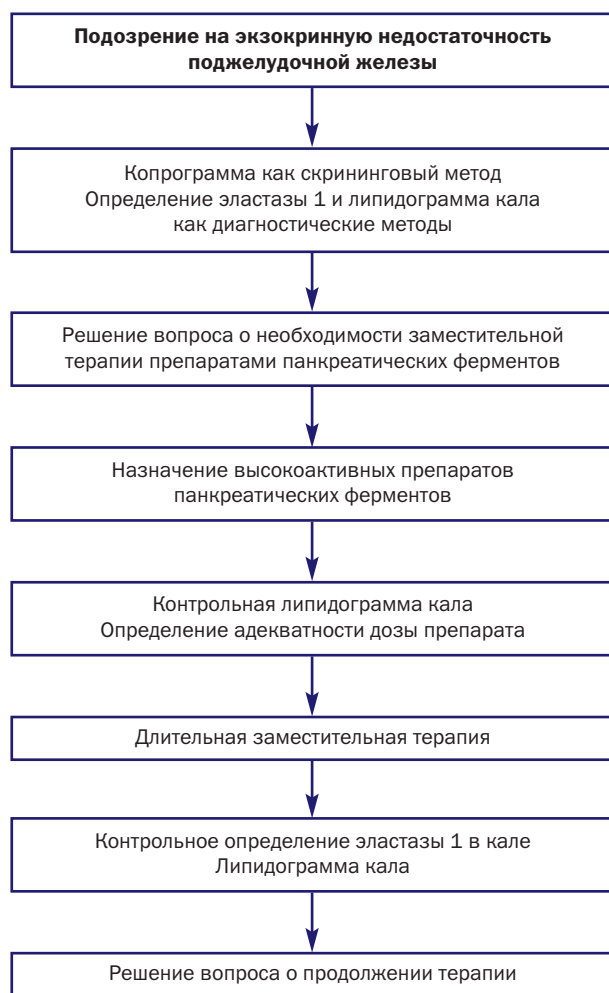 Подозрение на экзокринную недостаточность
поджелудочной железы
Копрограмма как скрининговый метод
Определение эластазы 1 и липидограмма кала
как диагностические методы
Решение вопроса о необходимости заместительной
терапии препаратами панкреатических ферментов
Назначение высокоактивных препаратов
панкреатических ферментов
Контрольная липидограмма кала
Определение адекватности дозы препарата
Длительная заместительная терапия
Контрольное определение эластазы 1 в кале
Липидограмма кала
Решение вопроса о продолжении терапии